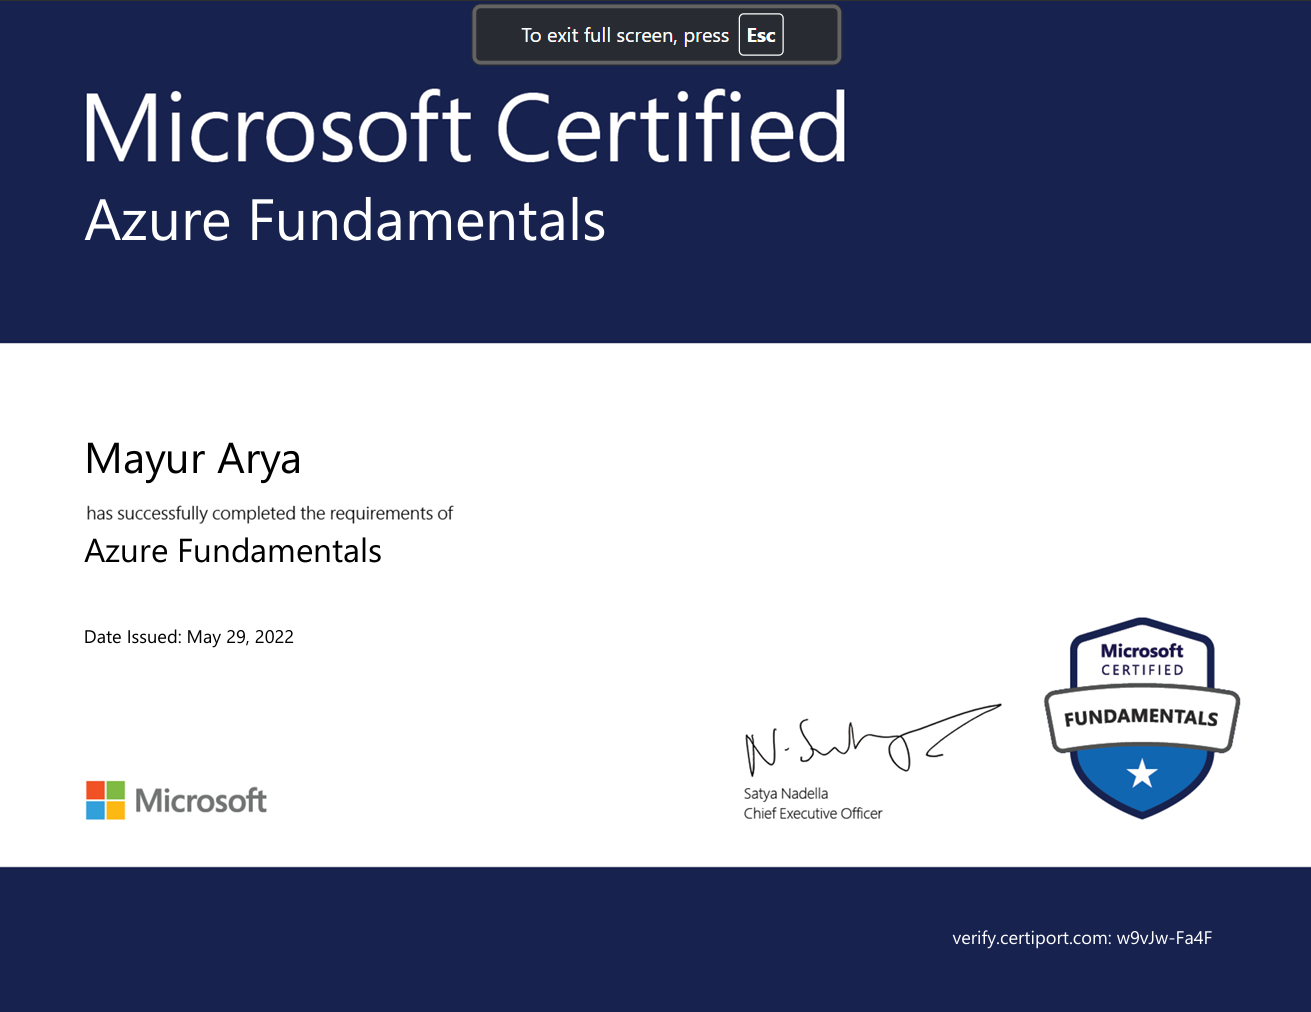 To exit full screen, press Esc
Microsoft Certified
Azure Fundamentals
Mayur Arya
has successfully completed the requirements of
Azure Fundamentals
Date Issued: May 29, 2022
Microsoft
CERTIFIED
FUNDAMENTALS
N. Satya
Satya Nadella
Chief Executive Officer
Microsoft
verify.certiport.com: w9vJw-Fa4F